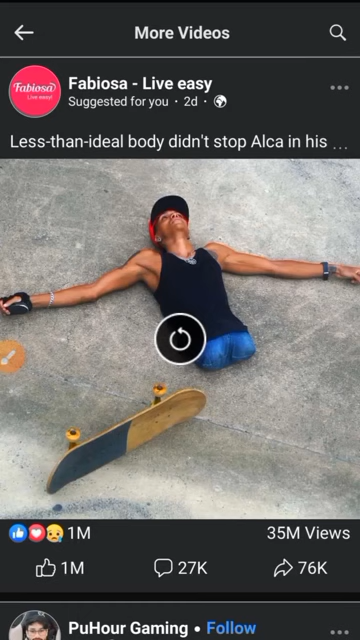 More Videos
Fabiosa
Live easy!
Fabiosa - Live easy
Suggested for you · 2d ·
Less-than-ideal body didn't stop Alca in his ...
1M
35M Views
1M
27K
76K
PuHour Gaming • Follow